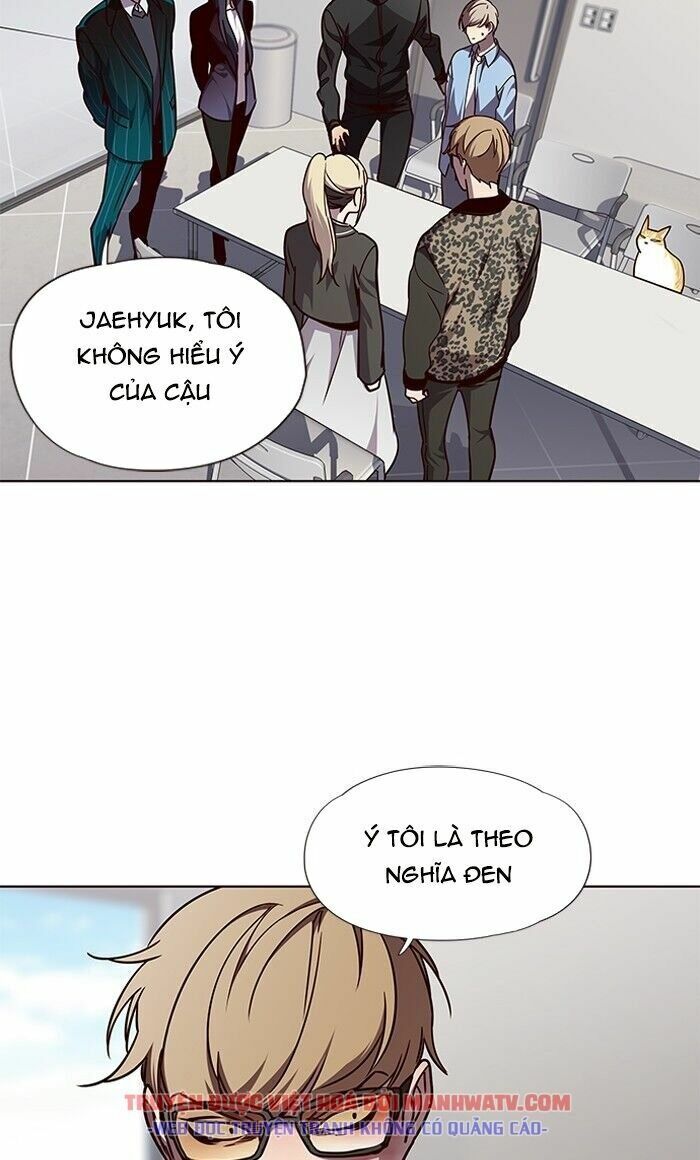 JAEHYUK, TÔI
KHÔNG HIỂU Ý
CỦA CẬU
Ý TÔI LÀ THEO
NGHĨA ĐEN
TRUYỆN ĐƯỢC VIỆT HOÁ BỞI MANHWATV.COM
-WEB ĐỌC TRUYỆN TRANH KHÔNG CÓ QUẢNG CÁO-